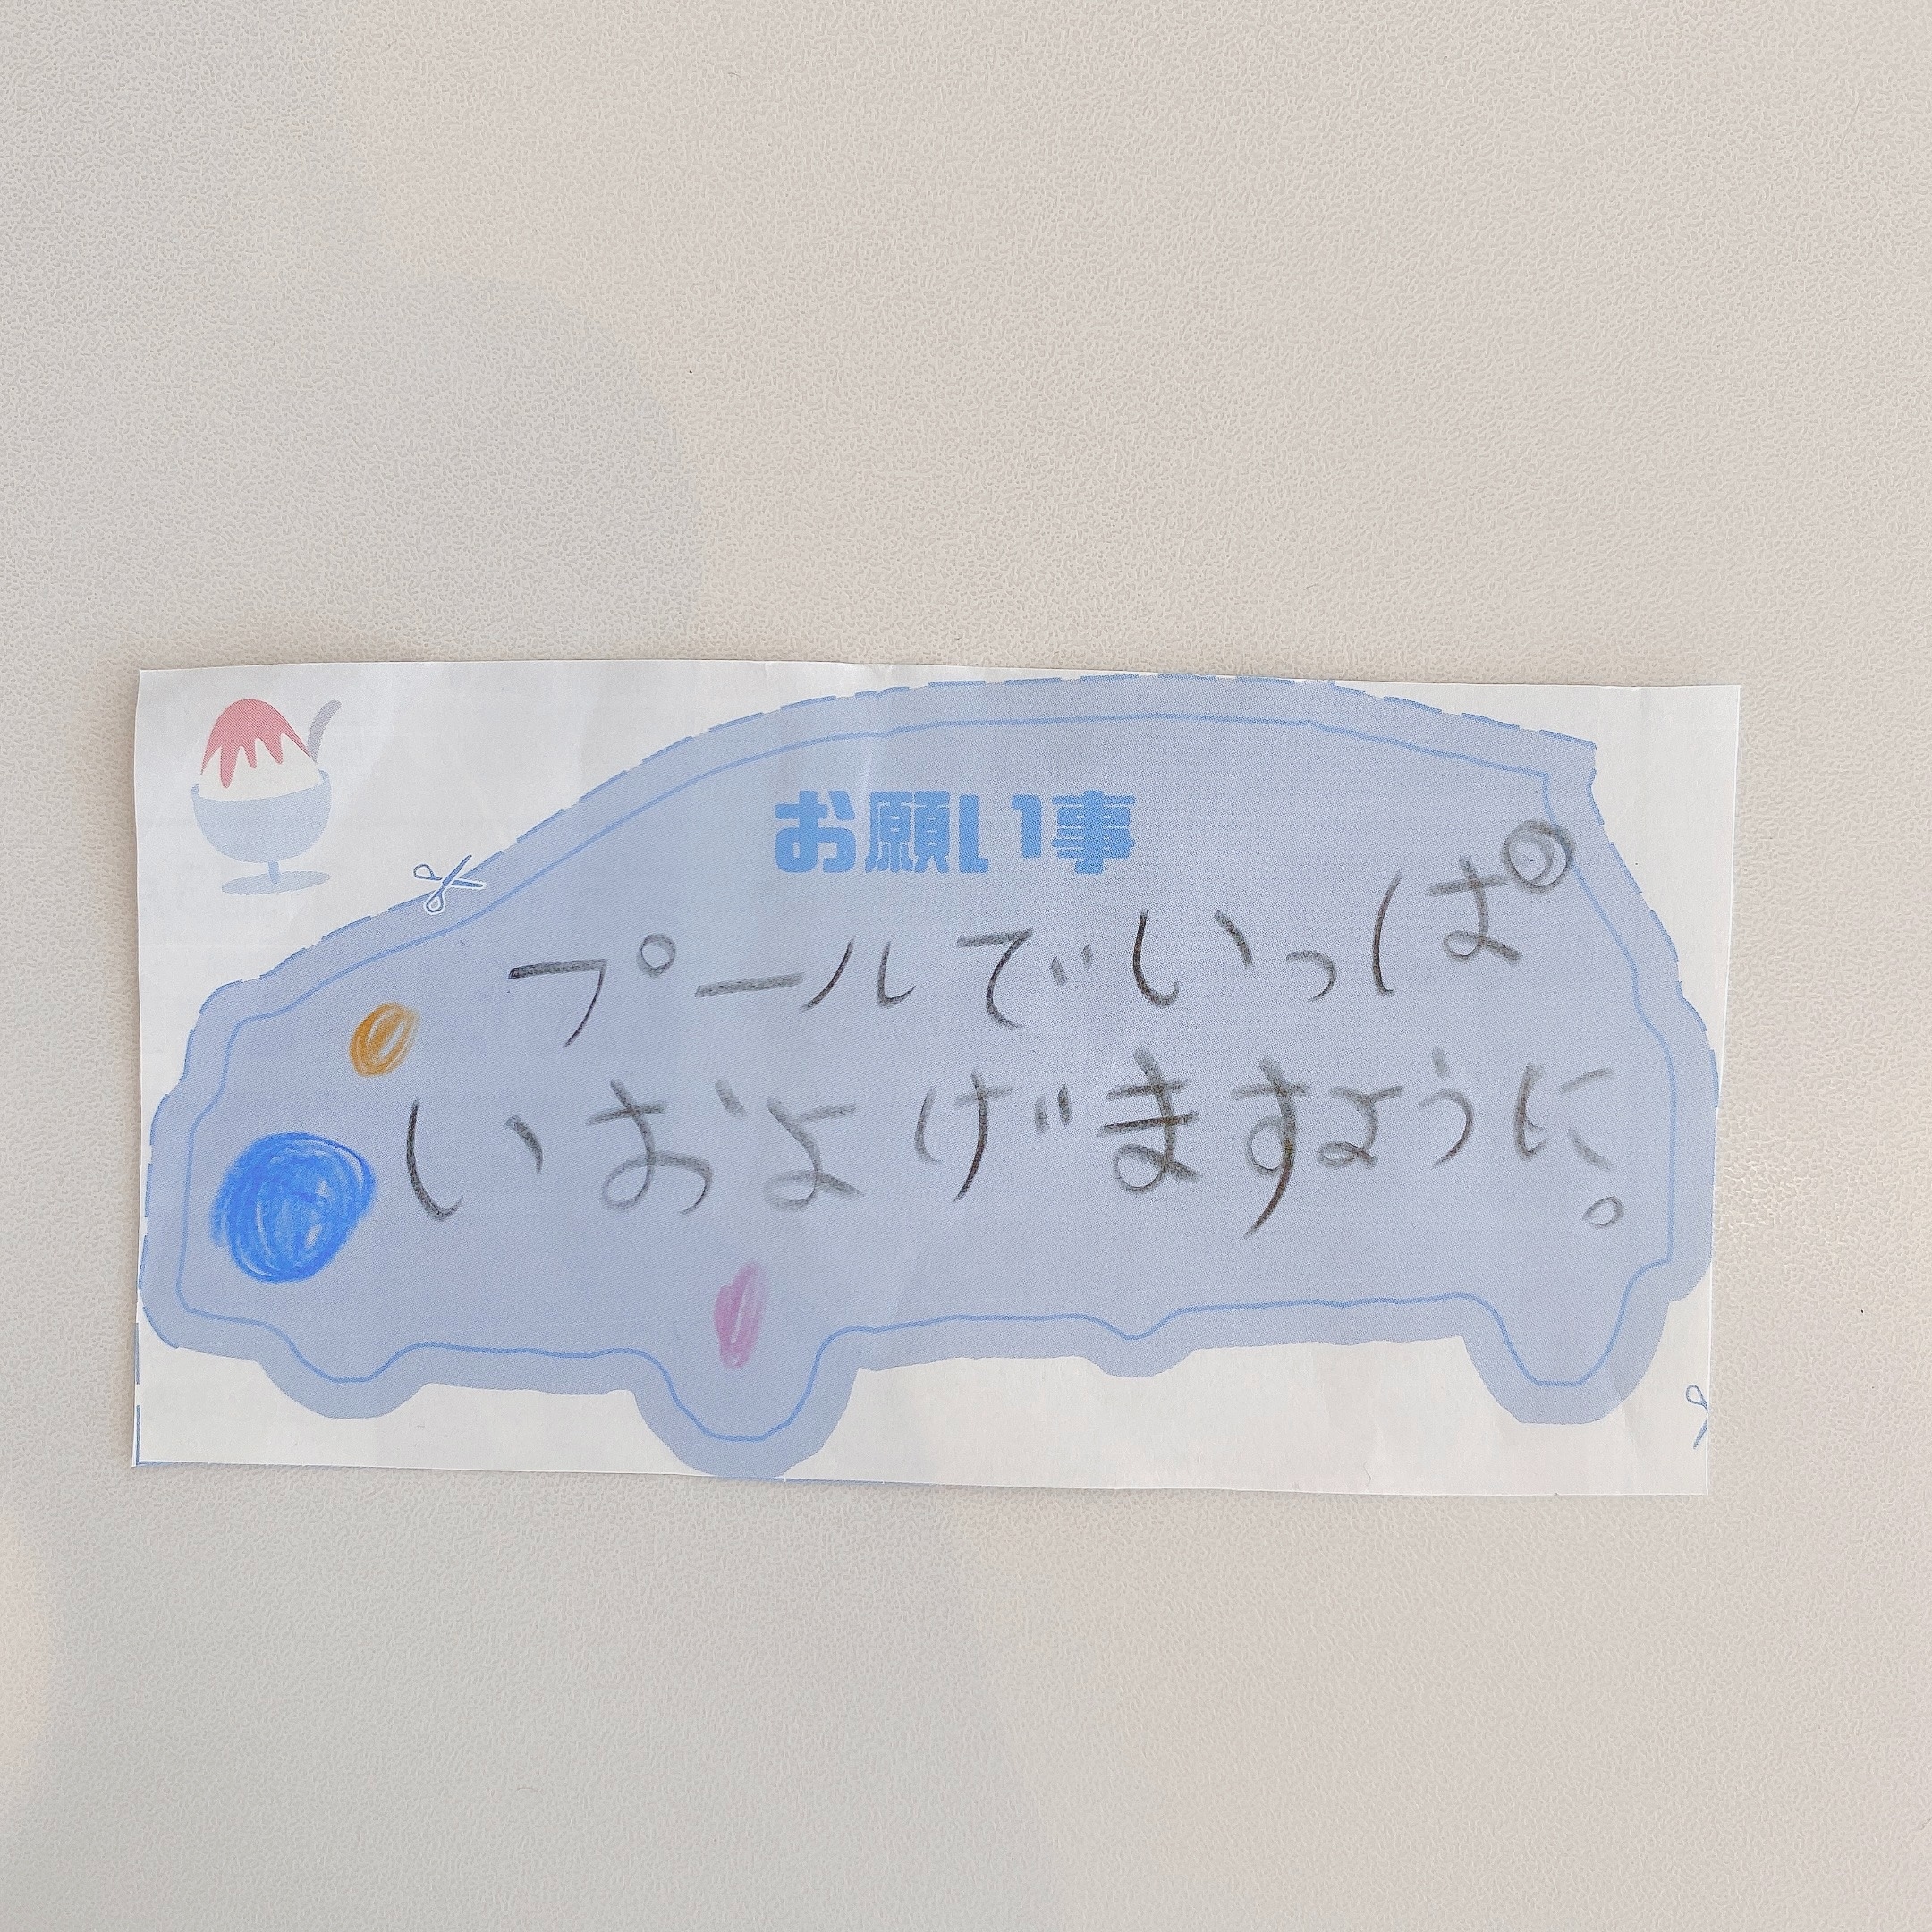 お願い事
プールでいっぱ
いおよげますように。